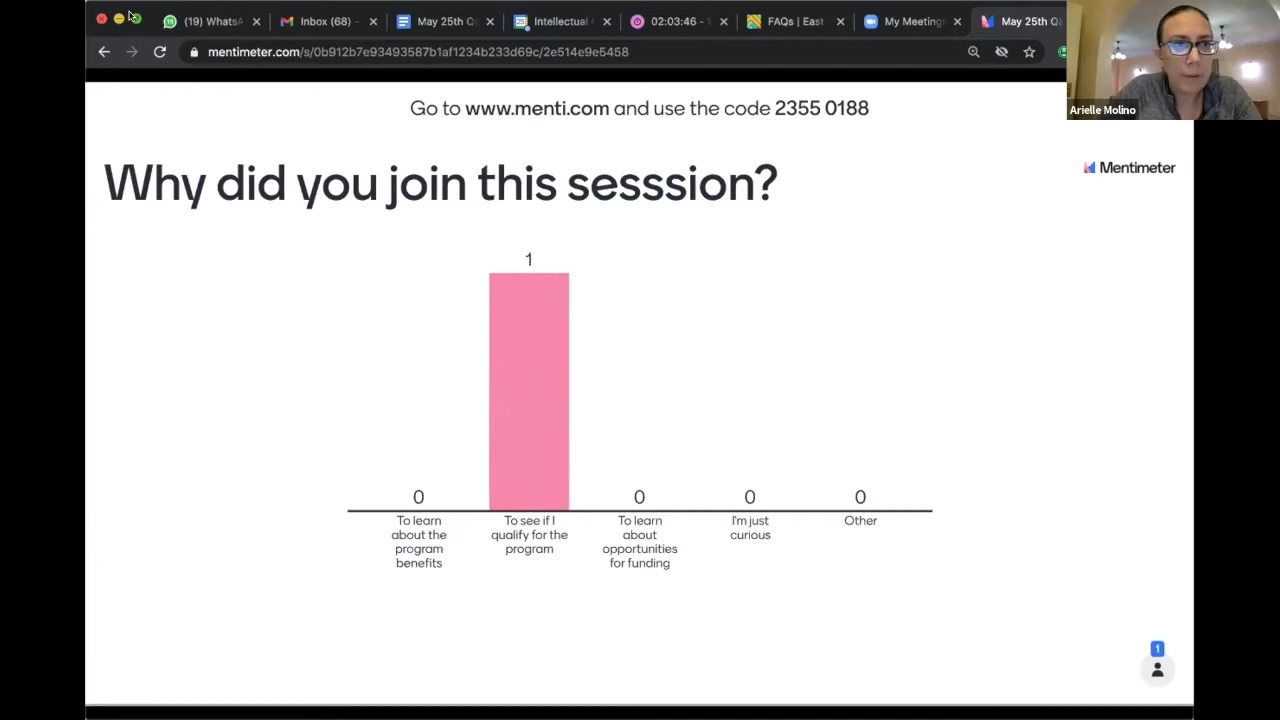 (19) WhatsA
Inbox (68) -
May 25th Q
Intellectual
02:03:46 -
FAQs | East
My Meeting
May 25th Q
mentimeter.com/s/0b912b7e93493587b1af1234b233d69c/2e514e9e5458
Arielle Molino
Go to www.menti.com and use the code 2355 0188
Mentimeter
Why did you join this sesssion?
1
0
0
0
0
To learn
about the
program
benefits
To see if I
qualify for the
program
To learn
about
opportunities
for funding
I'm just
curious
Other
1